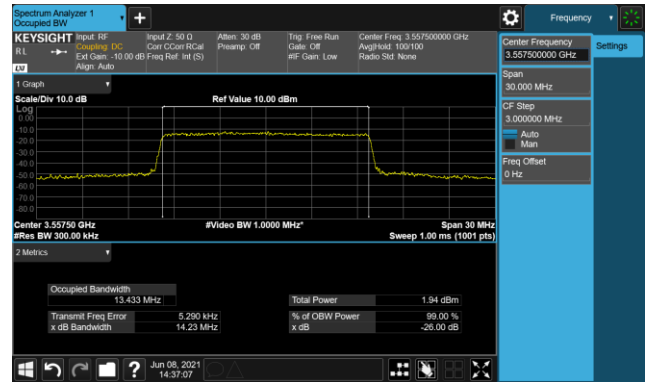 Spectrum Analyzer 1
Occupied BW
Frequency
KEYSIGHT
RL
LW
Input: RF
Coupling: DC
Ext Gain: -10.00 dB
Align: Auto
Input Z: 50 Ω
Corr CCorr RCal
Freq Ref: Int (S)
Atten: 30 dB
Preamp: Off
Trig: Free Run
Gate: Off
#IF Gain: Low
Center Freq: 3.557500000 GHz
Avg|Hold: 100/100
Radio Std: None
Center Frequency
3.557500000 GHz
Settings
Span
30.000 MHz
CF Step
3.000000 MHz
Auto
Man
Freq Offset
0 Hz
1 Graph
Scale/Div 10.0 dB
Ref Value 10.00 dBm
Log
0.00
-10.0
-20.0
-30.0
-40.0
-50.0
-60.0
-70.0
-80.0
Center 3.55750 GHz
#Video BW 1.0000 MHz*
Span 30 MHz
#Res BW 300.00 kHz
Sweep 1.00 ms (1001 pts)
2 Metrics
Occupied Bandwidth
13.433 MHz
Total Power 1.94 dBm
Transmit Freq Error 5.290 kHz
% of OBW Power 99.00 %
x dB Bandwidth 14.23 MHz
x dB -26.00 dB
?
Jun 08, 2021
14:37:07